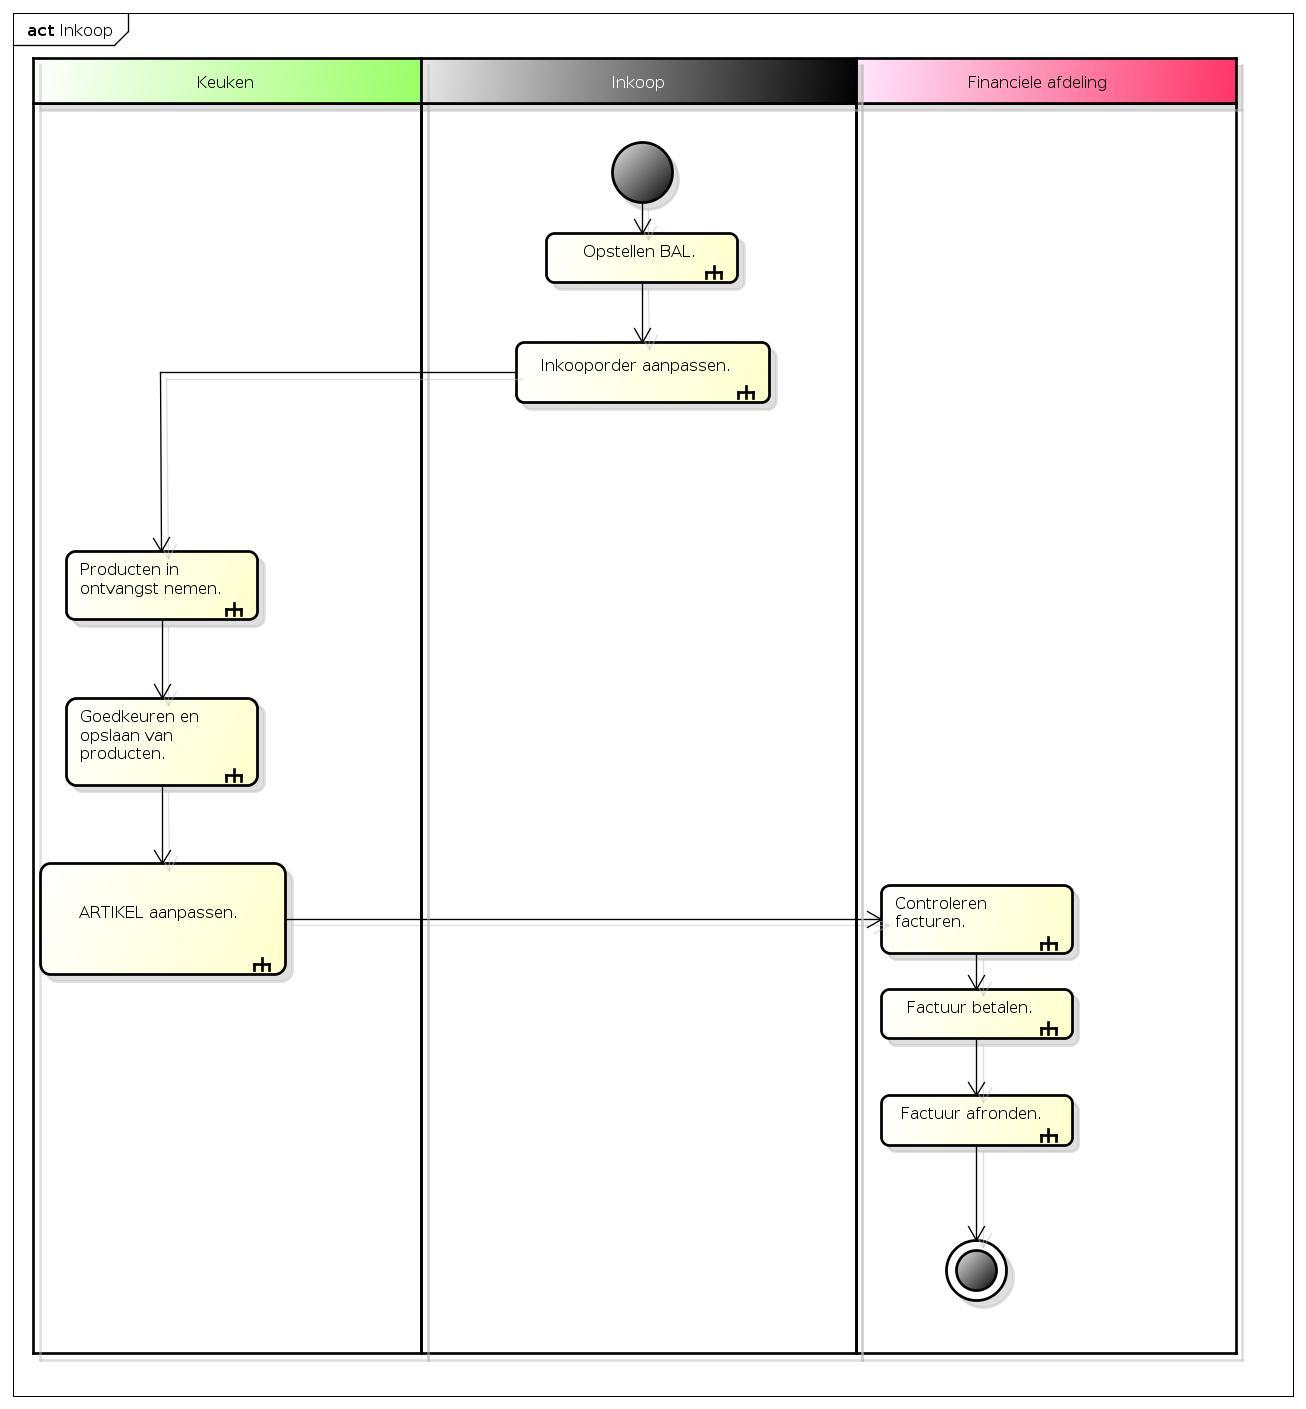 act Inkoop
Keuken
Inkoop
Financiele afdeling
Opstellen BAL.
Inkooporder aanpassen.
Producten in
ontvangst nemen.
Goedkeuren en
opslaan van
producten.
ARTIKEL aanpassen.
Controleren
facturen.
Factuur betalen.
Factuur afronden.